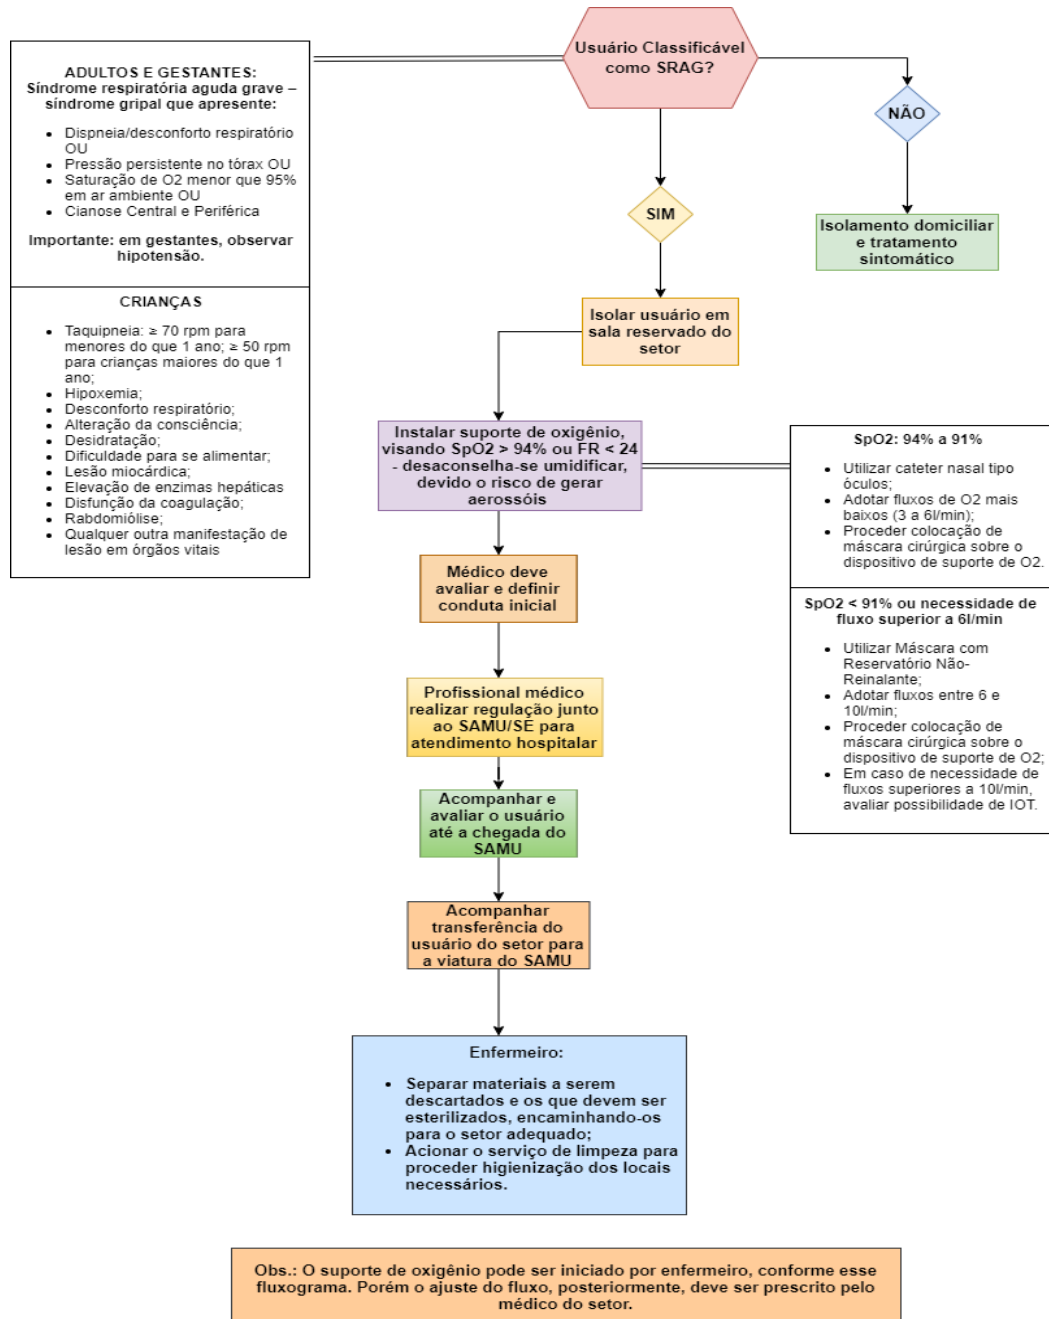 Usuário Classificável
como SRAG?
ADULTOS E GESTANTES:
Síndrome respiratória aguda grave –
síndrome gripal que apresente:
• Dispneia/desconforto respiratório
OU
• Pressão persistente no tórax OU
• Saturação de O2 menor que 95%
em ar ambiente OU
• Cianose Central e Periférica
Importante: em gestantes, observar
hipotensão.
CRIANÇAS
• Taquipneia: ≥ 70 rpm para
menores do que 1 ano; ≥ 50 rpm
para crianças maiores do que 1
ano;
• Hipoxemia;
• Desconforto respiratório;
• Alteração da consciência;
• Desidratação;
• Dificuldade para se alimentar;
• Lesão miocárdica;
• Elevação de enzimas hepáticas
• Disfunção da coagulação;
• Rabdomiólise;
• Qualquer outra manifestação de
lesão em órgãos vitais
NÃO
Isolamento domiciliar
e tratamento
sintomático
SIM
Isolar usuário em
sala reservado do
setor
Instalar suporte de oxigênio,
visando SpO2 > 94% ou FR < 24
- desaconselha-se umidificar,
devido o risco de gerar
aerossóis
SpO2: 94% a 91%
• Utilizar cateter nasal tipo
óculos;
• Adotar fluxos de O2 mais
baixos (3 a 6l/min);
• Proceder colocação de
máscara cirúrgica sobre o
dispositivo de suporte de O2.
SpO2 < 91% ou necessidade de
fluxo superior a 6l/min
• Utilizar Máscara com
Reservatório Não-
Reinalante;
• Adotar fluxos entre 6 e
10l/min;
• Proceder colocação de
máscara cirúrgica sobre o
dispositivo de suporte de O2;
• Em caso de necessidade de
fluxos superiores a 10l/min,
avaliar possibilidade de IOT.
Médico deve
avaliar e definir
conduta inicial
Profissional médico
realizar regulação junto
ao SAMU/SE para
atendimento hospitalar
Acompanhar e
avaliar o usuário
até a chegada do
SAMU
Acompanhar
transferência do
usuário do setor para
a viatura do SAMU
Enfermeiro:
• Separar materiais a serem
descartados e os que devem ser
esterilizados, encaminhando-os
para o setor adequado;
• Acionar o serviço de limpeza para
proceder higienização dos locais
necessários.
Obs.: O suporte de oxigênio pode ser iniciado por enfermeiro, conforme esse
fluxograma. Porém o ajuste do fluxo, posteriormente, deve ser prescrito pelo
médico do setor.